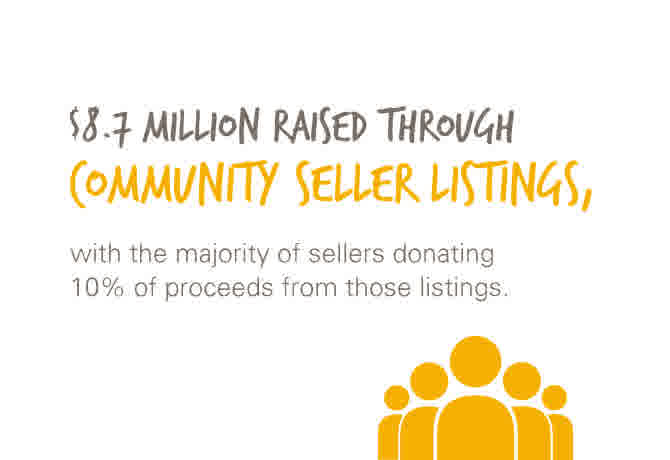 $8.7 MILLION RAISED THROUGH
COMMUNITY SELLER LISTINGS,
with the majority of sellers donating
10% of proceeds from those listings.